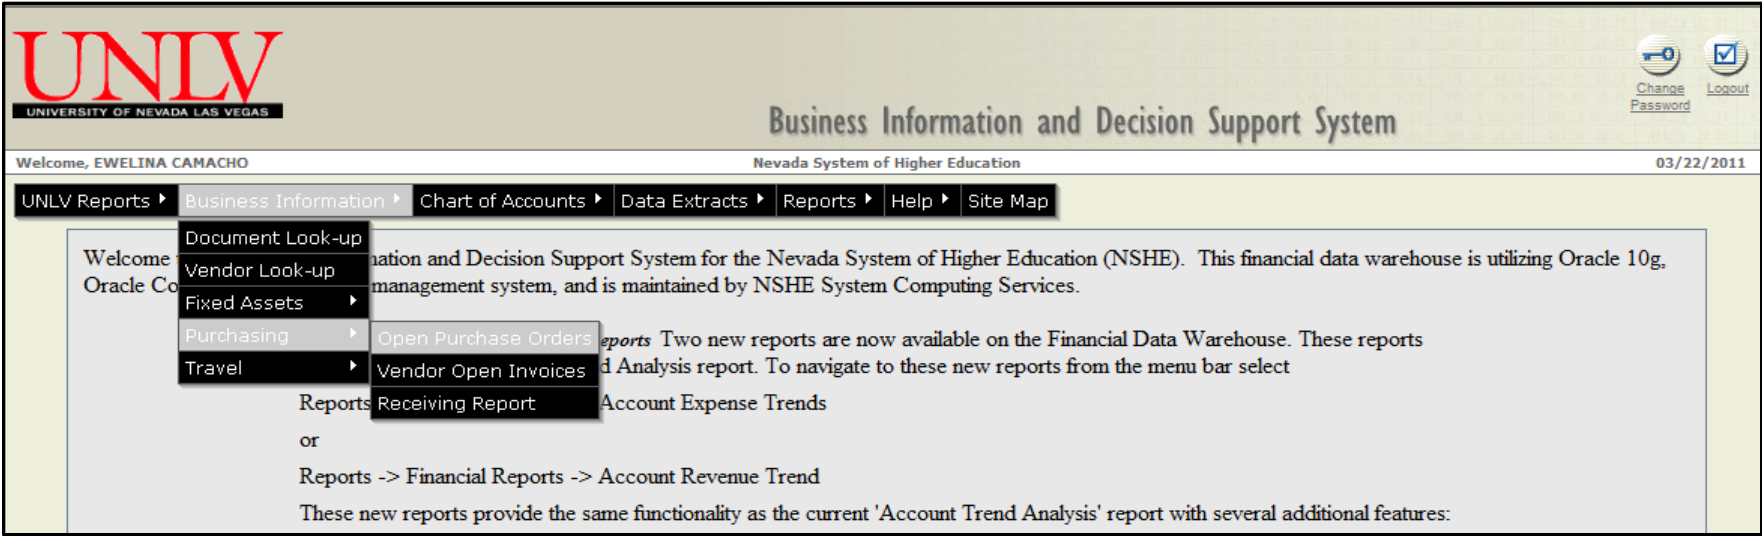 UNLV
UNIVERSITY OF NEVADA LAS VEGAS
Business Information and Decision Support System
Change Password
Logout
Welcome, EWELINA CAMACHO
Nevada System of Higher Education
03/22/2011
UNLV Reports
Business Information
Chart of Accounts
Data Extracts
Reports
Help
Site Map
Document Look-up
Vendor Look-up
Fixed Assets
Purchasing
Travel
Open Purchase Orders
Vendor Open Invoices
Receiving Report
Welcome ation and Decision Support System for the Nevada System of Higher Education (NSHE). This financial data warehouse is utilizing Oracle 10g,
Oracle Co management system, and is maintained by NSHE System Computing Services.
eports Two new reports are now available on the Financial Data Warehouse. These reports
d Analysis report. To navigate to these new reports from the menu bar select
Reports Account Expense Trends
or
Reports -> Financial Reports -> Account Revenue Trend
These new reports provide the same functionality as the current 'Account Trend Analysis' report with several additional features: